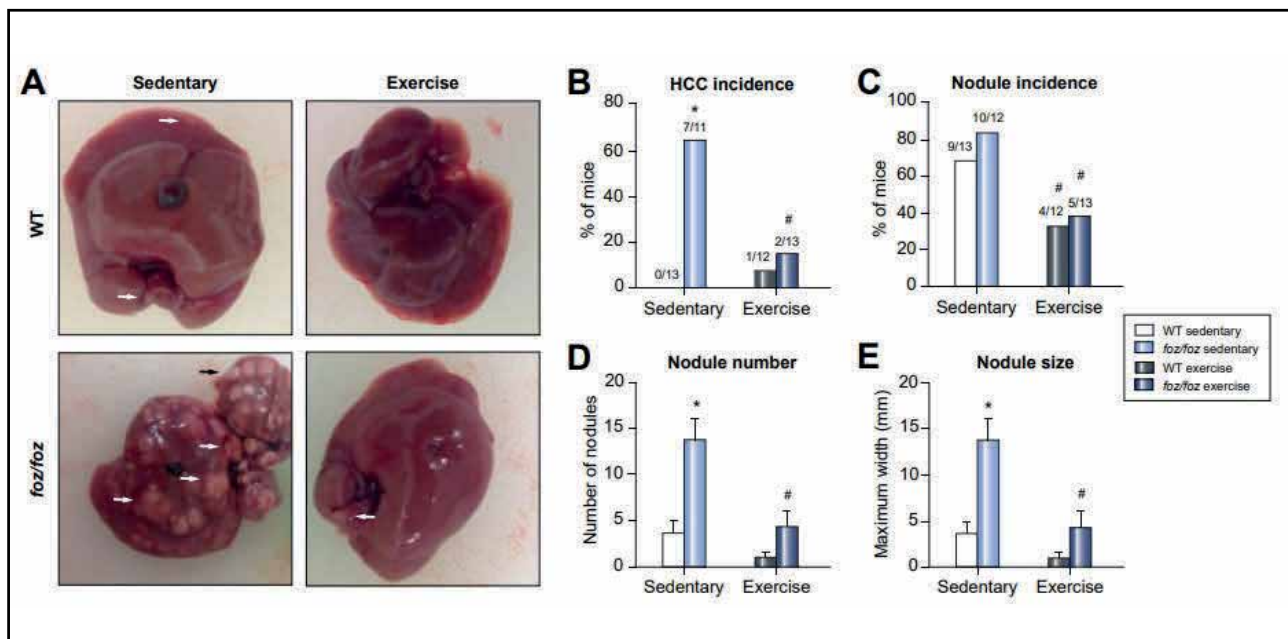 A
Sedentary
Exercise
WT
foz/foz
B
HCC incidence
% of mice
80
60
40
20
0
*
7/11
0/13
#
1/12
2/13
Sedentary
Exercise
C
Nodule incidence
% of mice
100
80
60
40
20
0
9/13
10/12
#
#
4/12
5/13
Sedentary
Exercise
WT sedentary
foz/foz sedentary
WT exercise
foz/foz exercise
D
Nodule number
Number of nodules
20
15
10
5
0
*
#
Sedentary
Exercise
E
Nodule size
Maximum width (mm)
20
15
10
5
0
*
#
Sedentary
Exercise